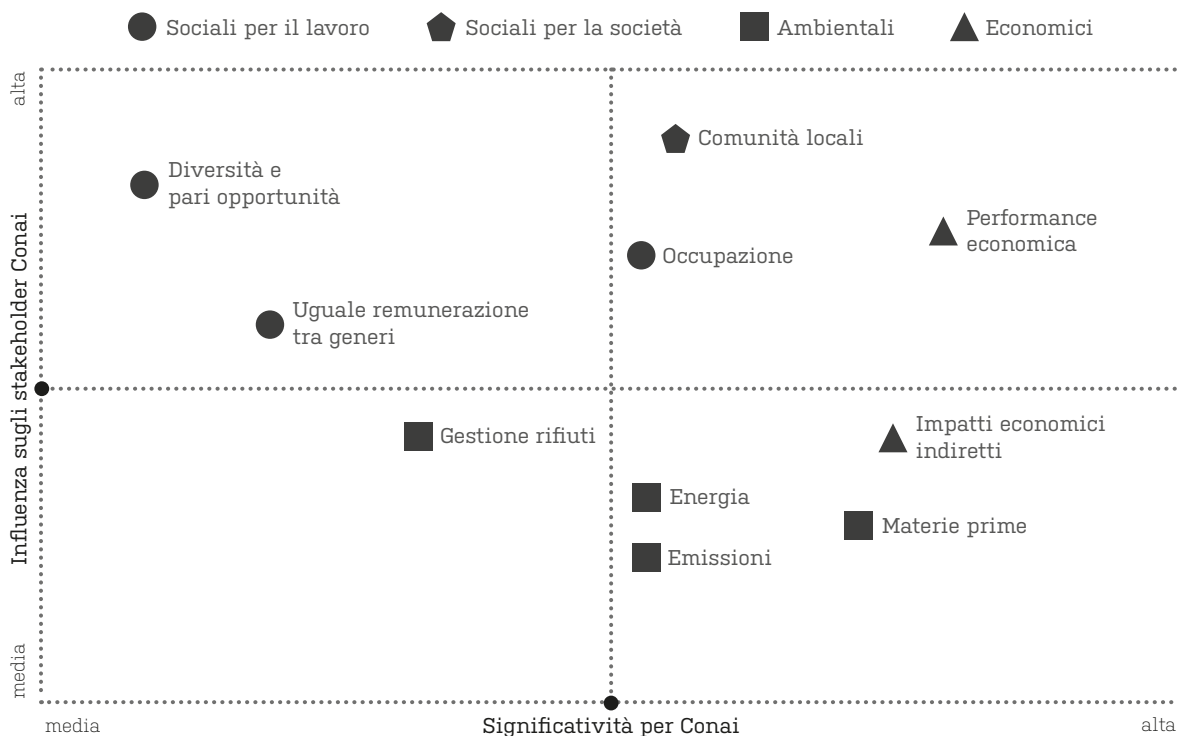 Sociali per il lavoro
Sociali per la società
Ambientali
Economici
alta
Comunità locali
Diversità e
pari opportunità
Performance
economica
Occupazione
Uguale remunerazione
tra generi
Influenza sugli stakeholder Conai
Gestione rifiuti
Impatti economici
indiretti
Energia
Materie prime
Emissioni
media
media
Significatività per Conai
alta